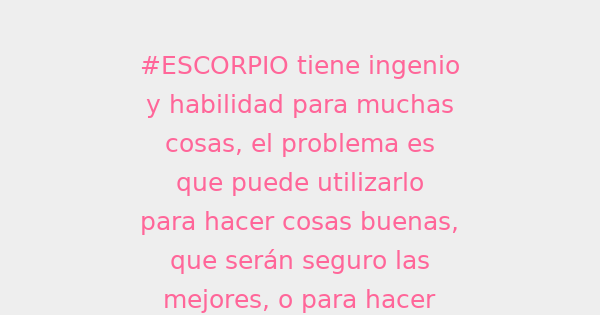 #ESCORPIO tiene ingenio
y habilidad para muchas
cosas, el problema es
que puede utilizarlo
para hacer cosas buenas,
que serán seguro las
mejores, o para hacer